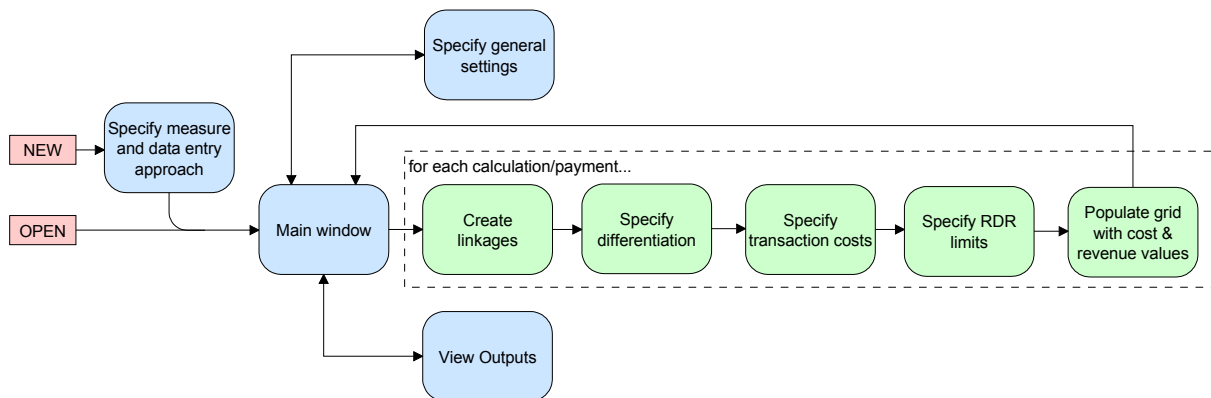 Specify general
settings
NEW
Specify measure
and data entry
approach
for each calculation/payment...
OPEN
Main window
Create
linkages
Specify
differentiation
Specify
transaction costs
Specify RDR
limits
Populate grid
with cost &
revenue values
View Outputs